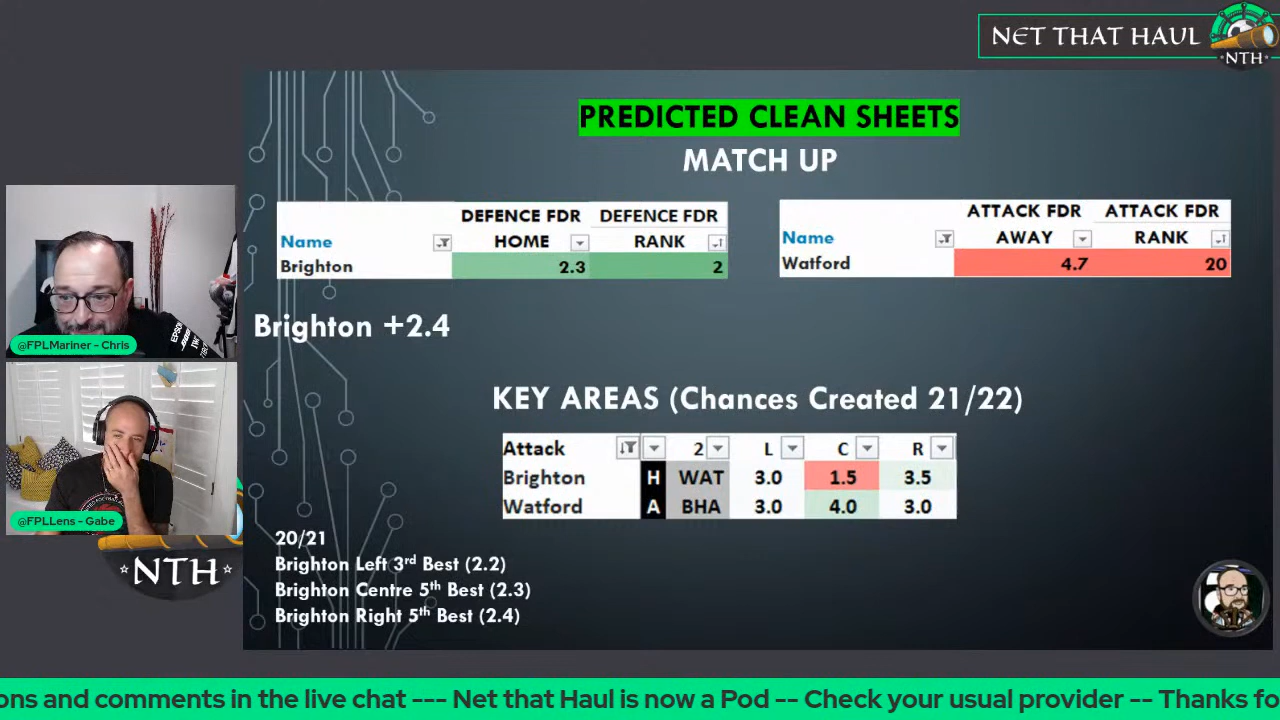 NET THAT HAUL
NTH
PREDICTED CLEAN SHEETS
MATCH UP
DEFENCE FDR DEFENCE FDR
Name HOME RANK
Brighton 2.3 2
ATTACK FDR ATTACK FDR
Name AWAY RANK
Watford 4.7 20
Brighton +2.4
KEY AREAS (Chances Created 21/22)
Attack 2 L C R
Brighton H WAT 3.0 1.5 3.5
Watford A BHA 3.0 4.0 3.0
20/21
Brighton Left 3rd Best (2.2)
Brighton Centre 5th Best (2.3)
Brighton Right 5th Best (2.4)
EPSON
@FPLMariner - Chris
@FPLLens - Gabe
NTH
ons and comments in the live chat --- Net that Haul is now a Pod -- Check your usual provider -- Thanks fo